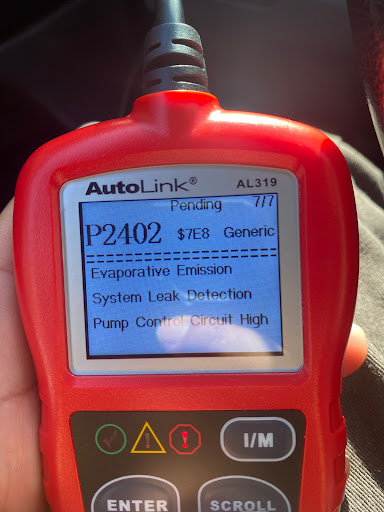 AutoLink® AL319
Pending 7/7
P2402 $7E8 Generic
Evaporative Emission
System Leak Detection
Pump Control Circuit High
I/M
ENTER SCROLL